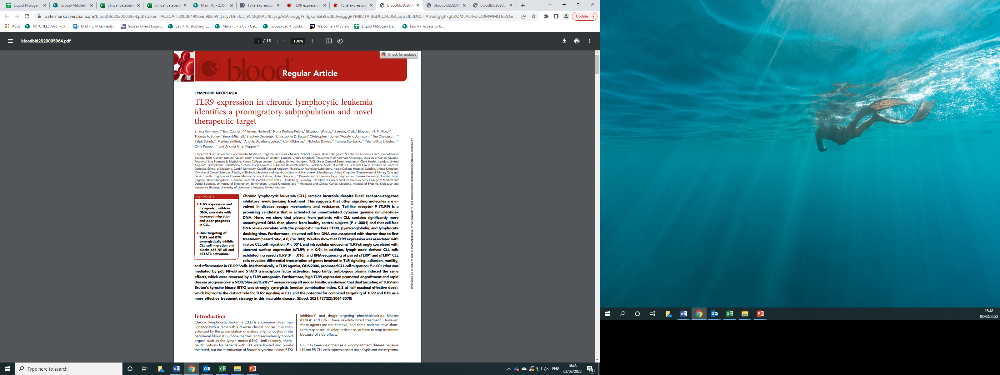 Liquid Nitrogen
Group-Mitchell
Clincal database
Clincal database
Main TC - 2.05 -
TLR9 expression
TLR9 expression
TLR9 expression
bloodbld20200
bloodbld20200
bloodbld20200
Update
Apps
MITCHELL AND PEP...
Mail - E.M.Kennedy...
Sussex Direct Login...
Lab 4 TC Booking c...
Main TC - 2.05 - Cal...
Group-Lab 4 booki...
Welcome - MyView
Liquid Nitrogen Dat...
Lab 4 - Access to B...
bloodbld2020005964.pdf
1 / 15
100%
Check for updates
blood®
Regular Article
LYMPHOID NEOPLASIA
TLR9 expression in chronic lymphocytic leukemia
identifies a promigratory subpopulation and novel
therapeutic target
Emma Kennedy,1,* Eve Coulter,2,3,* Emma Halliwell,4 Nuria Profitos-Peleja,5 Elisabeth Walsby,6 Barnaby Clark,7 Elizabeth H. Phillips,3,8
Thomas A. Burley,1 Simon Mitchell,1 Stephen Devereux,3 Christopher D. Fegan,6 Christopher I. Jones,9 Rosalynd Johnston,10 Tim Chevassut,1,10
Ralph Schulz,11 Martina Seiffert,11 Angelo Agathanggelou,12 Ceri Oldreive,12 Nicholas Davies,12 Tatjana Stankovic,12 Triantafillos Liloglou,13
Chris Pepper,1,† and Andrea G. S. Pepper1,†
1Department of Clinical and Experimental Medicine, Brighton and Sussex Medical School, Falmer, United Kingdom; 2Centre for Genomics and Computational
Biology, Barts Cancer Institute, Queen Mary University of London, London, United Kingdom; 3Department of Haemato-Oncology, Division of Cancer Studies,
Faculty of Life Sciences & Medicine, King's College London, London, United Kingdom; 4UCL Great Ormond Street Institute of Child Health, London, United
Kingdom; 5Lymphoma Translational Group, Josep Carreras Leukaemia Research Institute, Badalona, Spain; 6Cardiff CLL Research Group, Institute of Cancer &
Genetics, School of Medicine, Cardiff University, Cardiff, United Kingdom; 7Molecular Pathology Laboratory, King's College Hospital, London, United Kingdom;
8Division of Cancer Sciences, Faculty of Biology, Medicine and Health, University of Manchester, Manchester, United Kingdom; 9Department of Primary Care and
Public Health, Brighton and Sussex Medical School, Falmer, United Kingdom; 10Department of Haematology, Brighton and Sussex University Hospital Trust,
Brighton, United Kingdom; 11German Cancer Research Centre (DKFZ), Heidelberg, Germany; 12Institute of Cancer and Genomic Sciences, College of Medical and
Dental Sciences, University of Birmingham, Birmingham, United Kingdom; and 13Molecular and Clinical Cancer Medicine, Institute of Systems, Molecular and
Integrative Biology, University of Liverpool, Liverpool, United Kingdom
KEY POINTS
● TLR9 expression and
its agonist, cell-free
DNA, correlate with
increased migration
and poor prognosis
in CLL.
● Dual targeting of
TLR9 and BTK
synergistically inhibits
CLL cell migration and
blocks p65 NF-κB and
pSTAT3 activation.
Chronic lymphocytic leukemia (CLL) remains incurable despite B-cell receptor–targeted
inhibitors revolutionizing treatment. This suggests that other signaling molecules are in-
volved in disease escape mechanisms and resistance. Toll-like receptor 9 (TLR9) is a
promising candidate that is activated by unmethylated cytosine guanine dinucleotide–
DNA. Here, we show that plasma from patients with CLL contains significantly more
unmethylated DNA than plasma from healthy control subjects (P < .0001) and that cell-free
DNA levels correlate with the prognostic markers CD38, β2-microglobulin, and lymphocyte
doubling time. Furthermore, elevated cell-free DNA was associated with shorter time to first
treatment (hazard ratio, 4.0; P = .003). We also show that TLR9 expression was associated with
in vitro CLL cell migration (P < .001), and intracellular endosomal TLR9 strongly correlated with
aberrant surface expression (sTLR9; r = 0.9). In addition, lymph node–derived CLL cells
exhibited increased sTLR9 (P = .016), and RNA-sequencing of paired sTLR9hi and sTLR9lo CLL
cells revealed differential transcription of genes involved in TLR signaling, adhesion, motility,
and inflammation in sTLR9hi cells. Mechanistically, a TLR9 agonist, ODN2006, promoted CLL cell migration (P < .001) that was
mediated by p65 NF-κB and STAT3 transcription factor activation. Importantly, autologous plasma induced the same
effects, which were reversed by a TLR9 antagonist. Furthermore, high TLR9 expression promoted engraftment and rapid
disease progression in a NOD/Shi-scid/IL-2Rγnull mouse xenograft model. Finally, we showed that dual targeting of TLR9 and
Bruton's tyrosine kinase (BTK) was strongly synergistic (median combination index, 0.2 at half maximal effective dose),
which highlights the distinct role for TLR9 signaling in CLL and the potential for combined targeting of TLR9 and BTK as a
more effective treatment strategy in this incurable disease. (Blood. 2021;137(22):3064-3078)
Introduction
Chronic lymphocytic leukemia (CLL) is a common B-cell ma-
lignancy with a remarkably diverse clinical course. It is char-
acterized by the accumulation of mature B-lymphocytes in the
peripheral blood (PB), bone marrow, and secondary lymphoid
organs such as the lymph nodes (LNs). Until recently, thera-
peutic options for patients with CLL were limited and poorly
tolerated, but the introduction of Bruton's tyrosine kinase (BTK)
inhibitors1 and drugs targeting phosphoinositide kinases
(PI3Ks)2 and Bcl-23 have revolutionized treatment. However,
these agents are not curative, and some patients have short-
term responses, develop resistance, or have to stop treatment
because of side effects.4
CLL has been described as a 2-compartment disease because
LN and PB CLL cells express distinct phenotypic and transcriptional
Type here to search
ENG
16:48
03/03/2022
5
16:48
03/03/2022